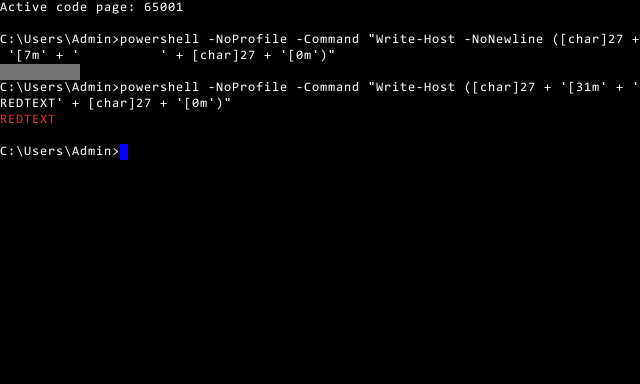 Active code page: 65001
C:\Users\Admin>powershell -NoProfile -Command "Write-Host -NoNewline ([char]27 +
 '[7m' + '          ' + [char]27 + '[0m')"
C:\Users\Admin>powershell -NoProfile -Command "Write-Host ([char]27 + '[31m' + '
REDTEXT' + [char]27 + '[0m')"
REDTEXT
C:\Users\Admin>